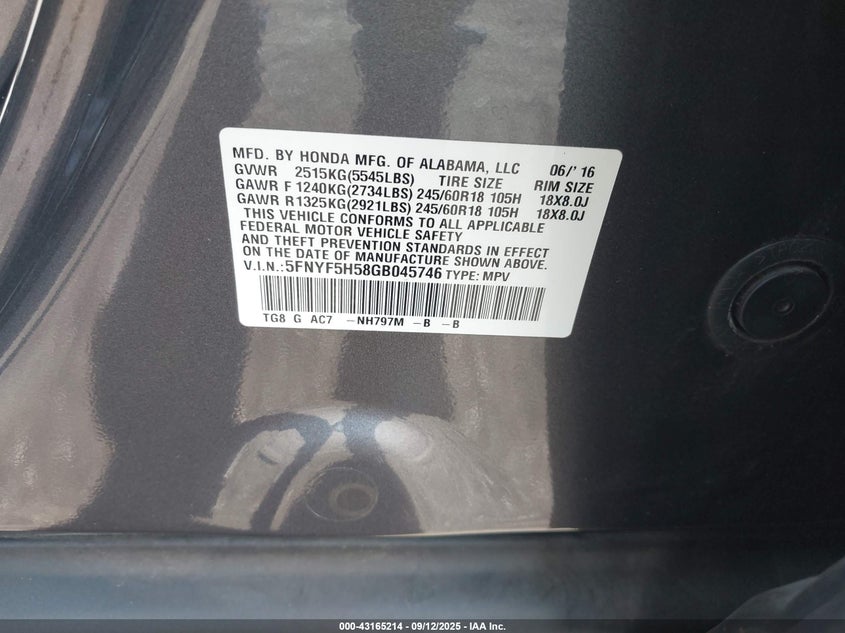 MFD. BY HONDA MFG. OF ALABAMA, LLC 06/'16
GVWR 2515KG(5545LBS) TIRE SIZE RIM SIZE
GAWR F 1240KG(2734LBS) 245/60R18 105H 18X8.0J
GAWR R1325KG(2921LBS) 245/60R18 105H 18X8.0J
THIS VEHICLE CONFORMS TO ALL APPLICABLE
FEDERAL MOTOR VEHICLE SAFETY
AND THEFT PREVENTION STANDARDS IN EFFECT
ON THE DATE OF MANUFACTURE SHOWN ABOVE.
V.I.N.:5FNYF5H58GB045746 TYPE: MPV
TG8 G AC7 -NH797M -B -B
000-43165214 - 09/12/2025 - IAA Inc.